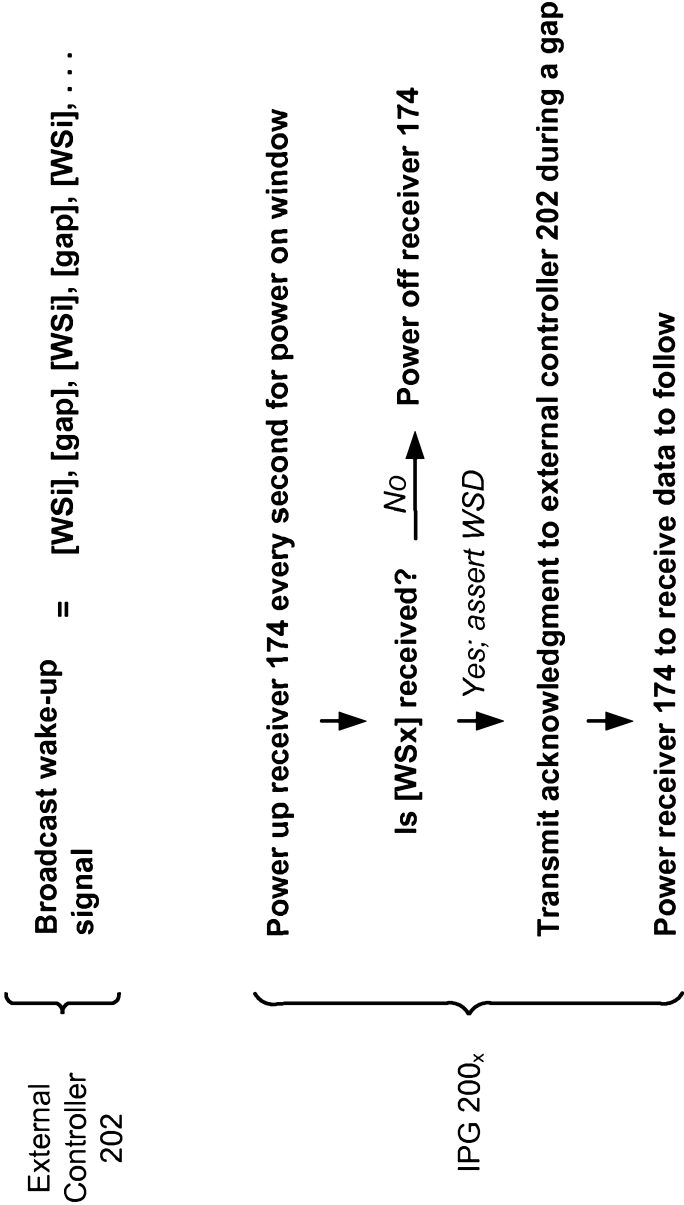 External
Controller
202
Broadcast wake-up
signal
= [WSi], [gap], [WSi], [gap], [WSi], . . .
IPG 200x
Power up receiver 174 every second for power on window
Is [WSx] received?
No
Power off receiver 174
Yes; assert WSD
Transmit acknowledgment to external controller 202 during a gap
Power receiver 174 to receive data to follow